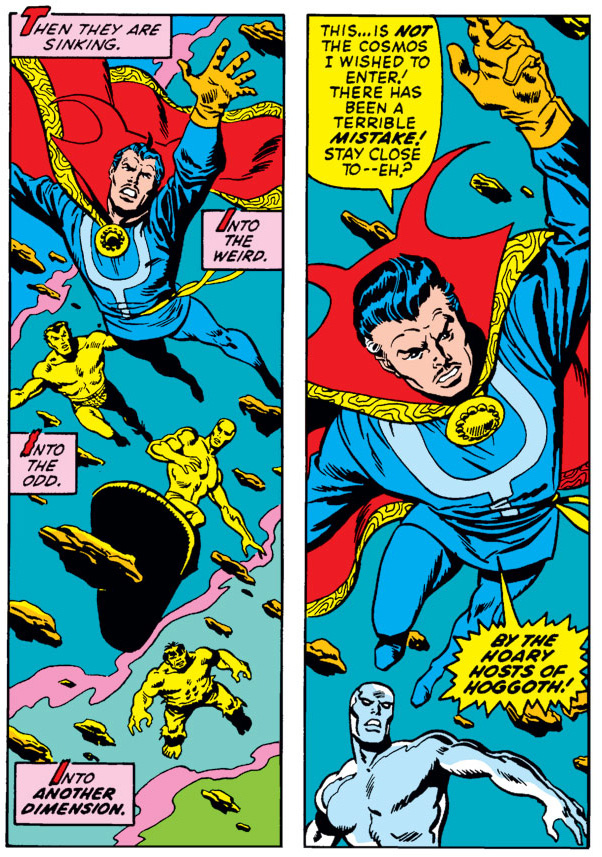 THEN THEY ARE
SINKING.
INTO
THE
WEIRD.
INTO
THE
ODD.
INTO
ANOTHER
DIMENSION.
THIS...IS NOT
THE COSMOS
I WISHED TO
ENTER!
THERE HAS
BEEN A
TERRIBLE
MISTAKE!
STAY CLOSE
TO--EH?
BY THE
HOARY
HOSTS OF
HOGGOTH!